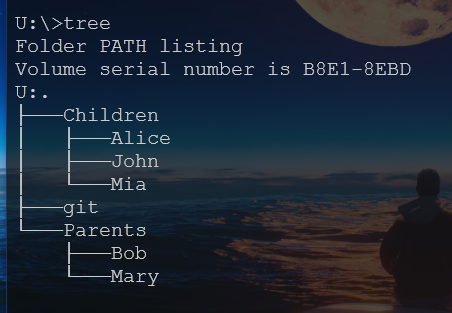 U:\>tree
Folder PATH listing
Volume serial number is B8E1-8EBD
U:.
├───Children
│   ├───Alice
│   ├───John
│   └───Mia
├───git
└───Parents
    ├───Bob
    └───Mary